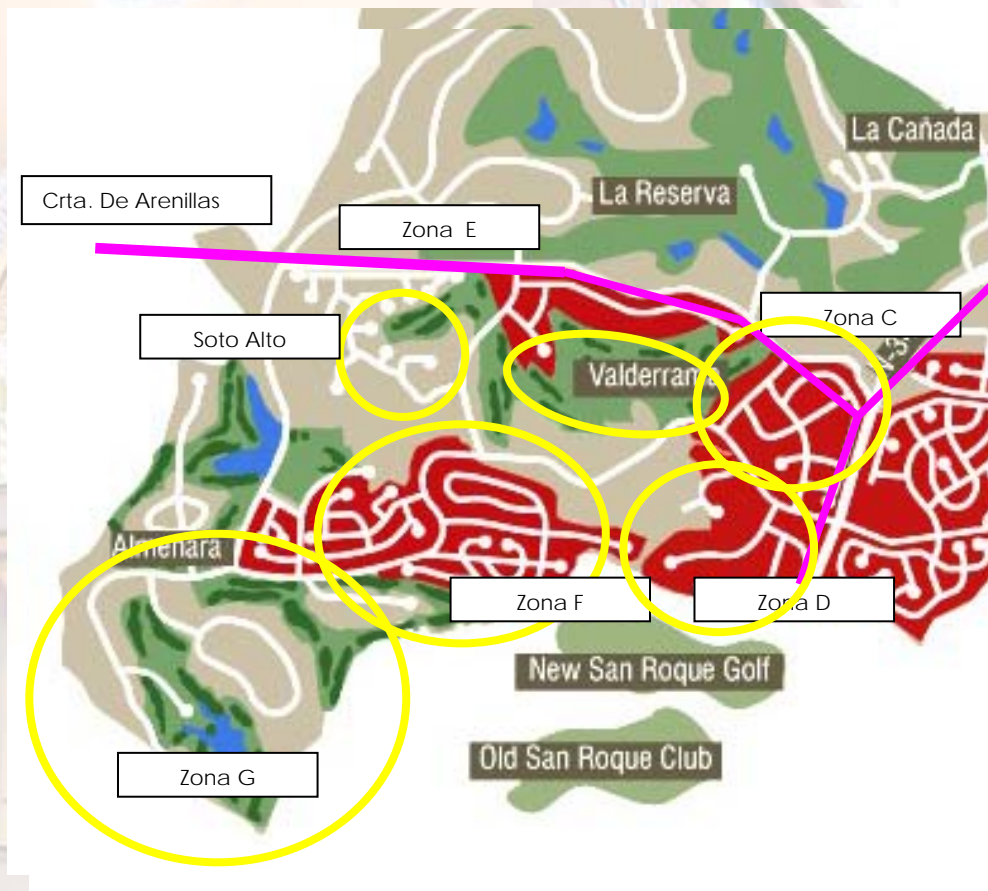 La Cañada
La Reserva
Crta. De Arenillas
Zona E
Zona C
Soto Alto
Almenara
Zona F
Zona D
New San Roque Golf
Old San Roque Club
Zona G